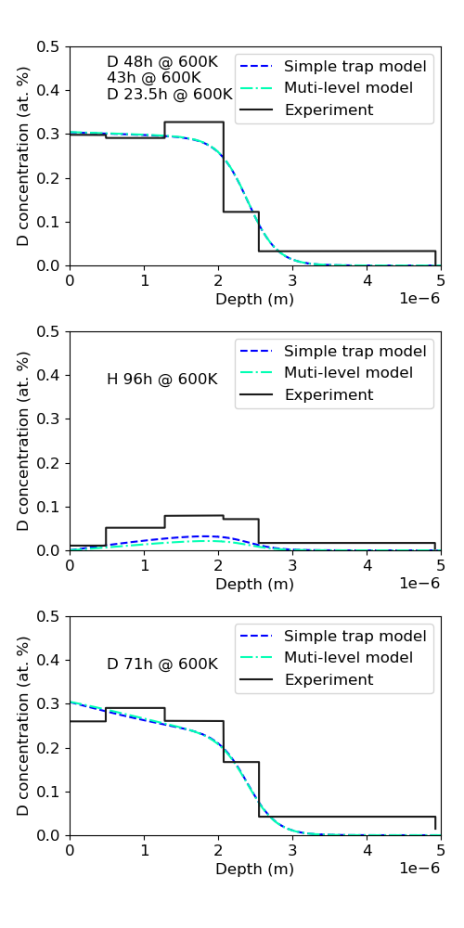 0.5
0.4
0.3
0.2
0.1
0.0
D concentration (at. %)
D 48h @ 600K
43h @ 600K
D 23.5h @ 600K
Simple trap model
Muti-level model
Experiment
0 1 2 3 4 5
Depth (m)
1e−6
0.5
0.4
0.3
0.2
0.1
0.0
D concentration (at. %)
H 96h @ 600K
Simple trap model
Muti-level model
Experiment
0 1 2 3 4 5
Depth (m)
1e−6
0.5
0.4
0.3
0.2
0.1
0.0
D concentration (at. %)
D 71h @ 600K
Simple trap model
Muti-level model
Experiment
0 1 2 3 4 5
Depth (m)
1e−6